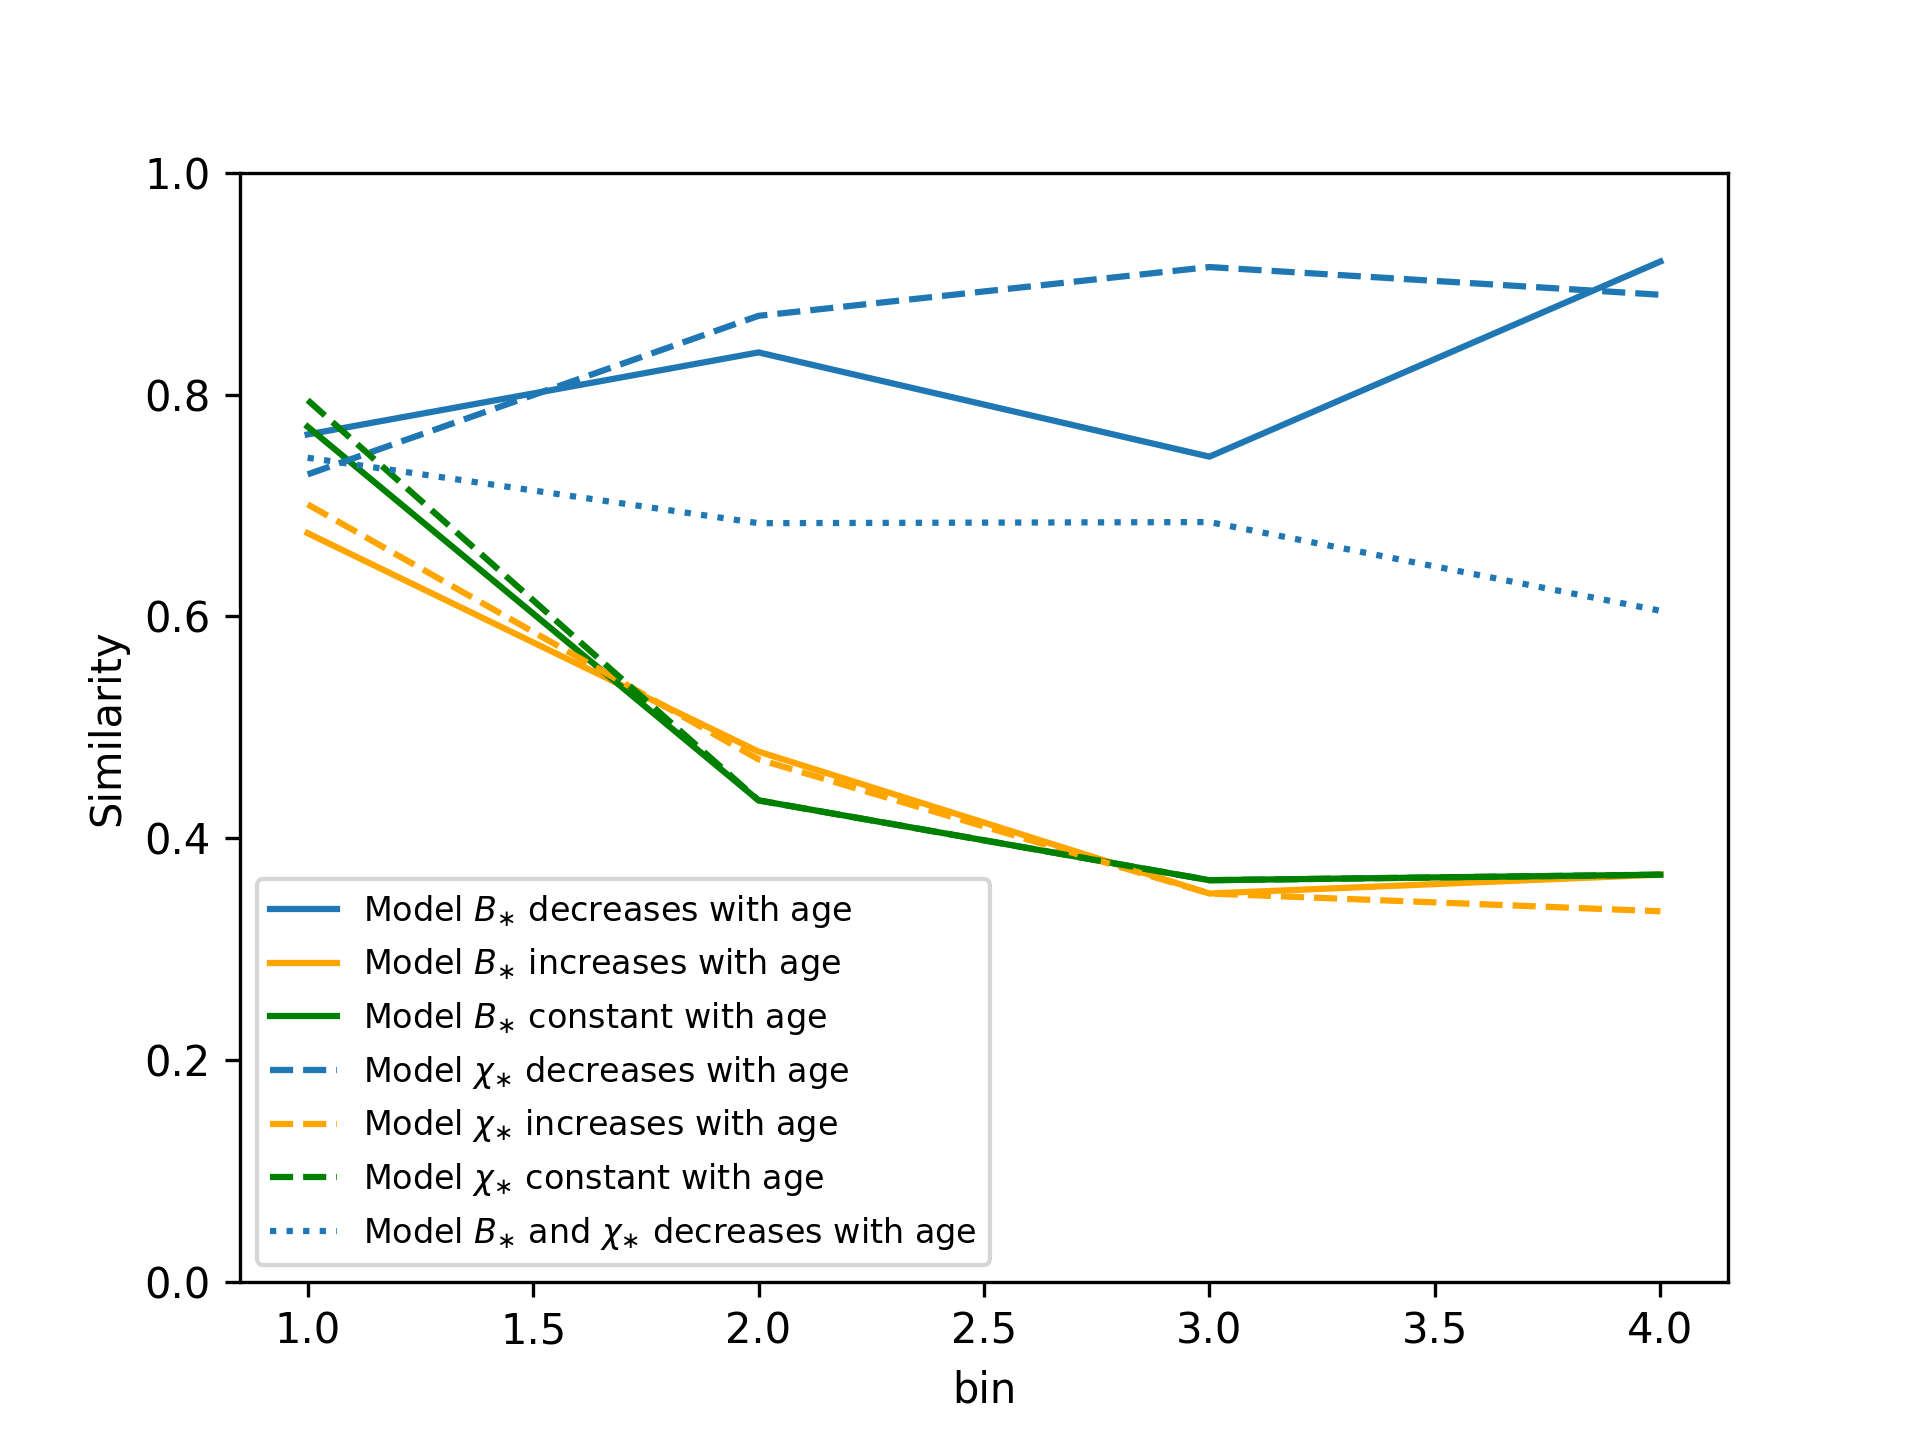 1.0
0.8
0.6
0.4
0.2
0.0
Similarity
Model B∗ decreases with age
Model B∗ increases with age
Model B∗ constant with age
Model χ∗ decreases with age
Model χ∗ increases with age
Model χ∗ constant with age
Model B∗ and χ∗ decreases with age
1.0 1.5 2.0 2.5 3.0 3.5 4.0
bin